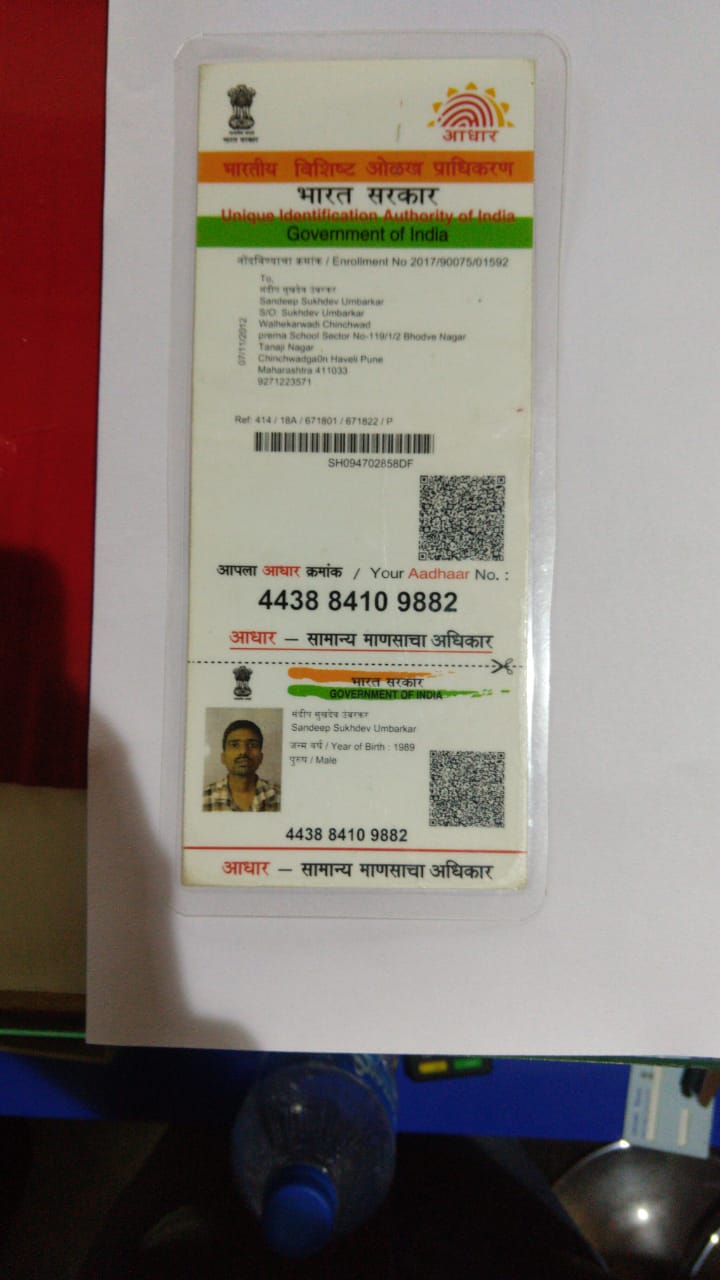 भारत सरकार
आधार
भारतीय विशिष्ट ओळख प्राधिकरण
भारत सरकार
Unique Identification Authority of India
Government of India
नोंदविण्याचा क्रमांक / Enrollment No 2017/90075/01592
To,
संदीप सुखदेव उंबरकर
Sandeep Sukhdev Umbarkar
S/O: Sukhdev Umbarkar
Walhekarwadi Chinchwad
prema School Sector No-119/1/2 Bhodve Nagar
Tanaji Nagar
Chinchwadga0n Haveli Pune
Maharashtra 411033
9271223571
07/11/2012
Ref: 414 / 18A / 671801 / 671822 / P
SH094702858DF
आपला आधार क्रमांक / Your Aadhaar No. :
4438 8410 9882
आधार – सामान्य माणसाचा अधिकार
भारत सरकार
GOVERNMENT OF INDIA
संदीप सुखदेव उंबरकर
Sandeep Sukhdev Umbarkar
जन्म वर्ष / Year of Birth : 1989
पुरुष / Male
4438 8410 9882
आधार – सामान्य माणसाचा अधिकार